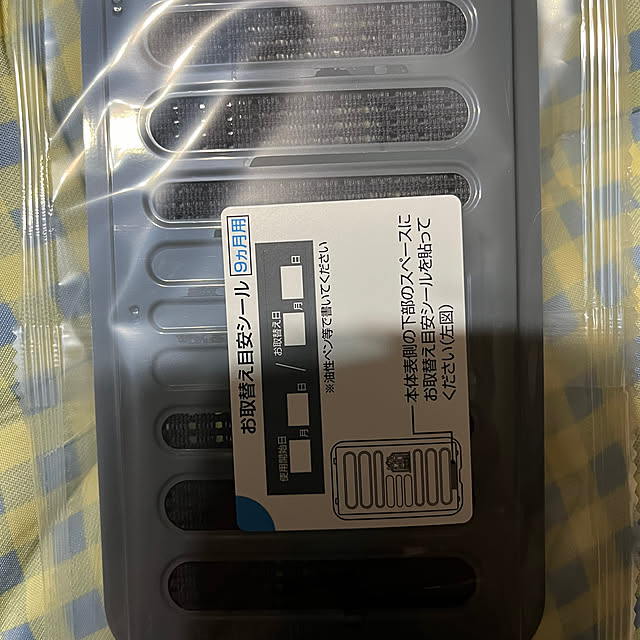 お取替え目安シール 9ヵ月用
使用開始日 月 日 / お取替え日 月 日
※油性ペン等で書いてください
本体表側の下部のスペースに
お取替え目安シールを貼って
ください(左図)